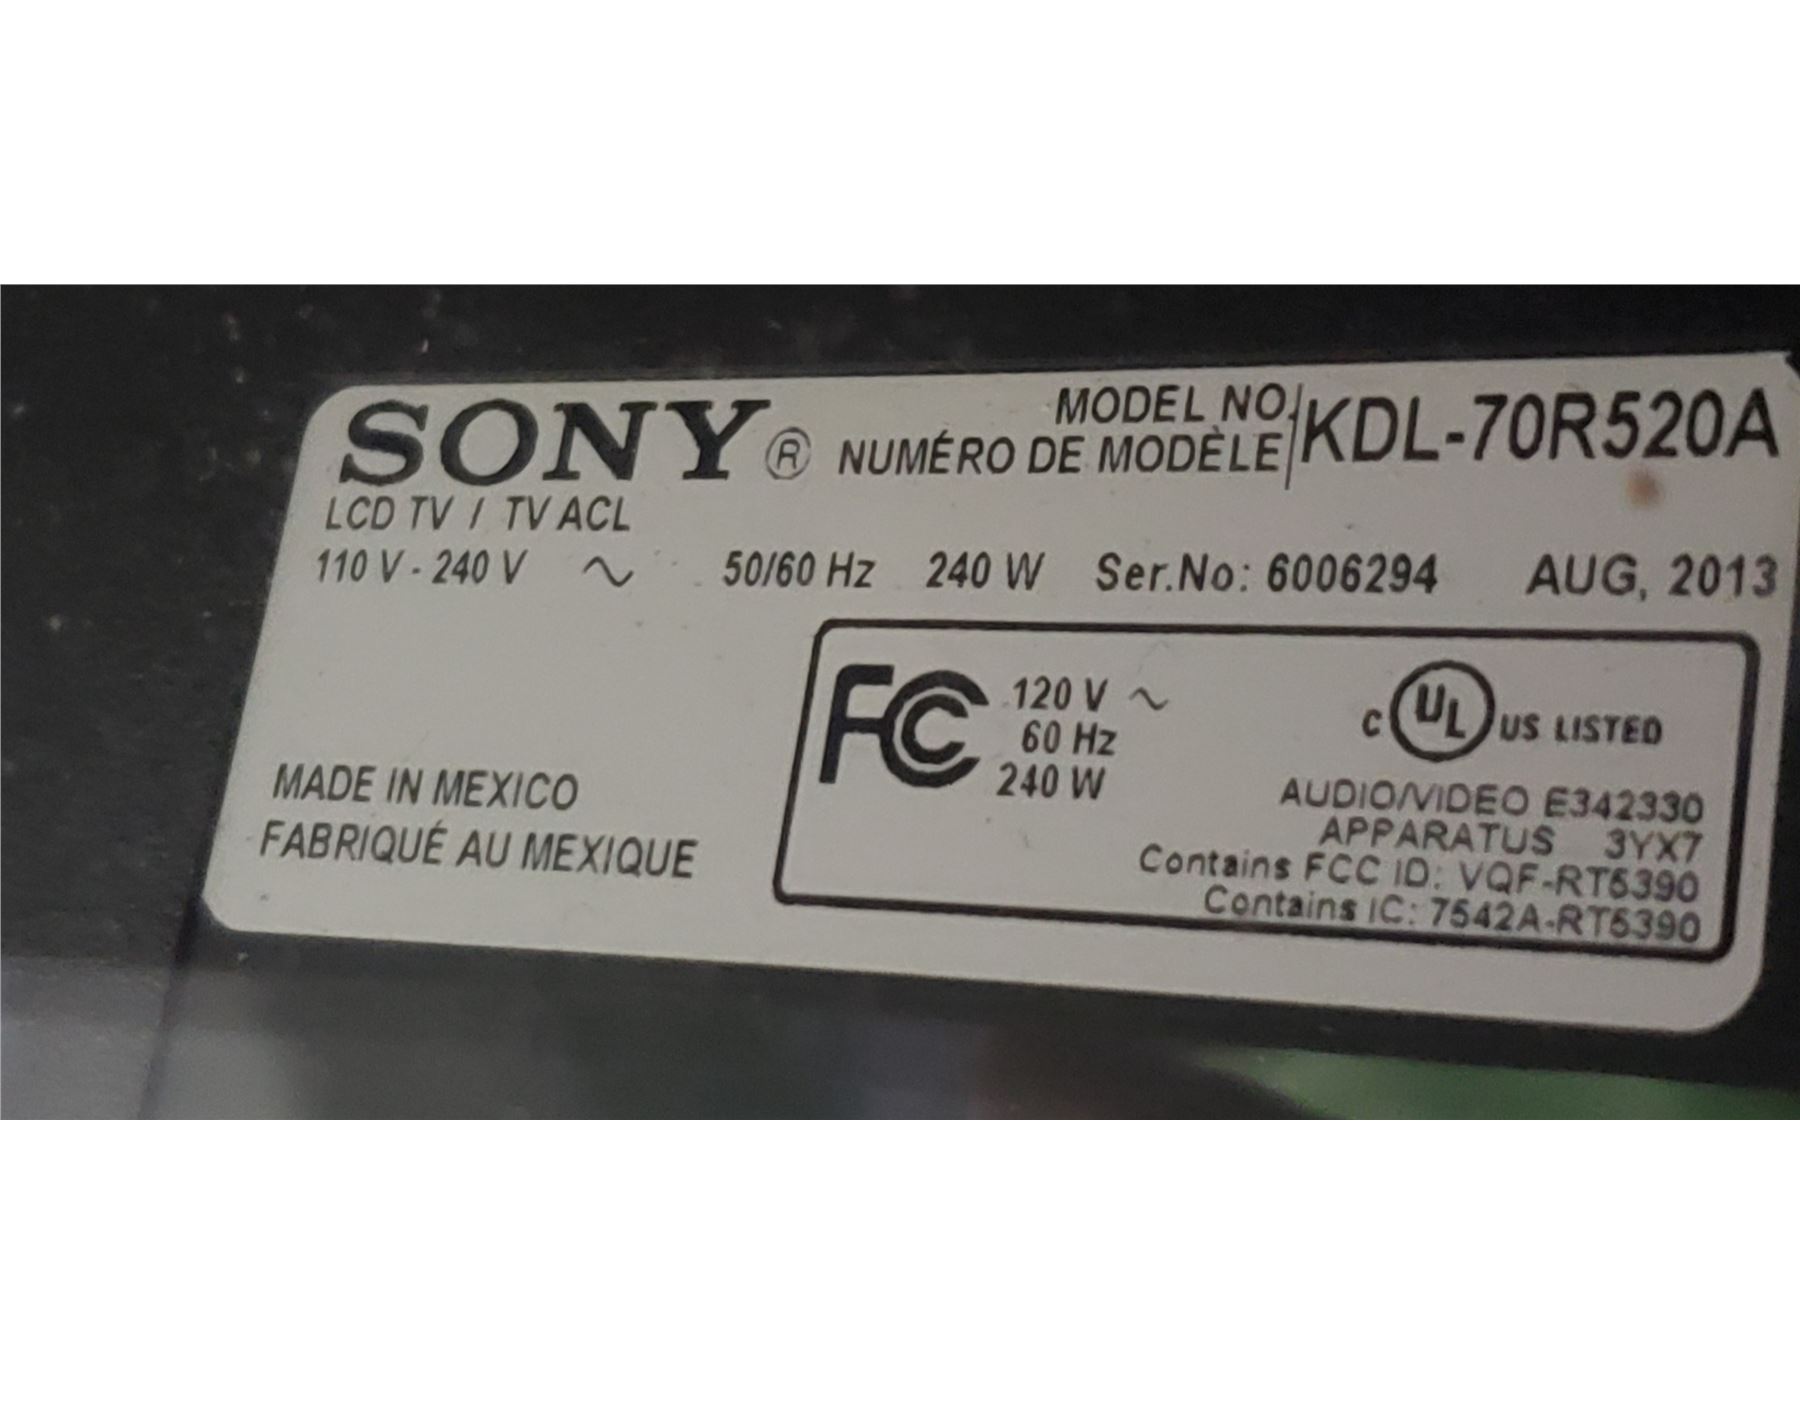 SONY®
MODEL NO.
NUMÉRO DE MODÈLE
KDL-70R520A
LCD TV / TV ACL
110 V - 240 V ~ 50/60 Hz 240 W Ser.No: 6006294 AUG, 2013
FC 120 V ~
60 Hz
240 W
C UL US LISTED
AUDIO/VIDEO E342330
APPARATUS 3YX7
Contains FCC ID: VQF-RT5390
Contains IC: 7542A-RT5390
MADE IN MEXICO
FABRIQUÉ AU MEXIQUE